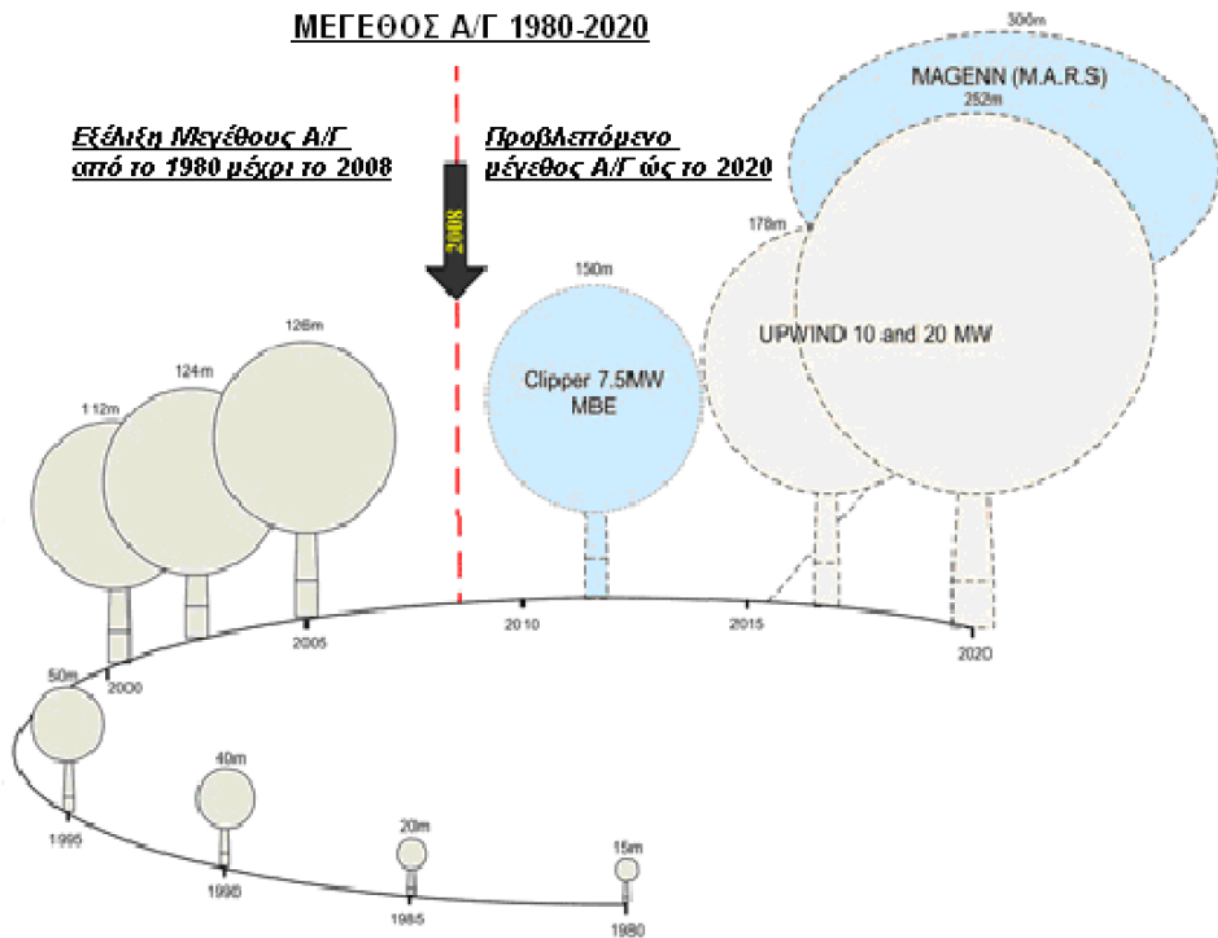 ΜΕΓΕΘΟΣ Α/Γ 1980-2020
300m
MAGENN (M.A.R.S)
252m
Εξέλιξη Μεγέθους Α/Γ
από το 1980 μέχρι το 2008
Προβλεπόμενο
μέγεθος Α/Γ ώς το 2020
2008
178m
150m
126m
UPWIND 10 and 20 MW
124m
Clipper 7.5MW
MBE
112m
2005
2010
2015
2020
50m
2000
40m
1995
20m
15m
1990
1985
1980